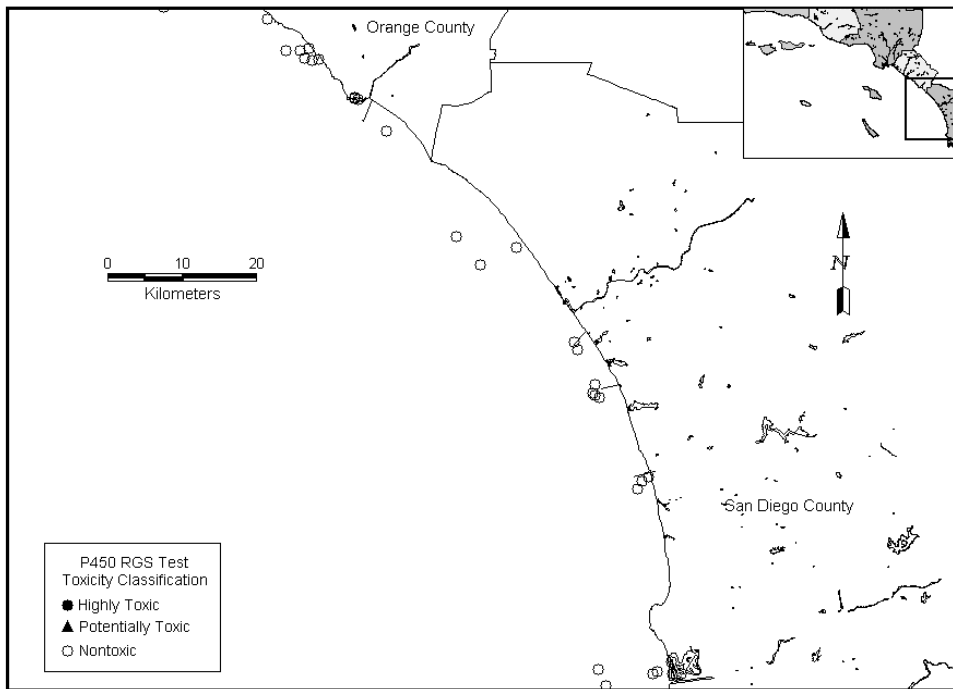 Orange County
N
0 10 20
Kilometers
San Diego County
P450 RGS Test
Toxicity Classification
Highly Toxic
Potentially Toxic
Nontoxic